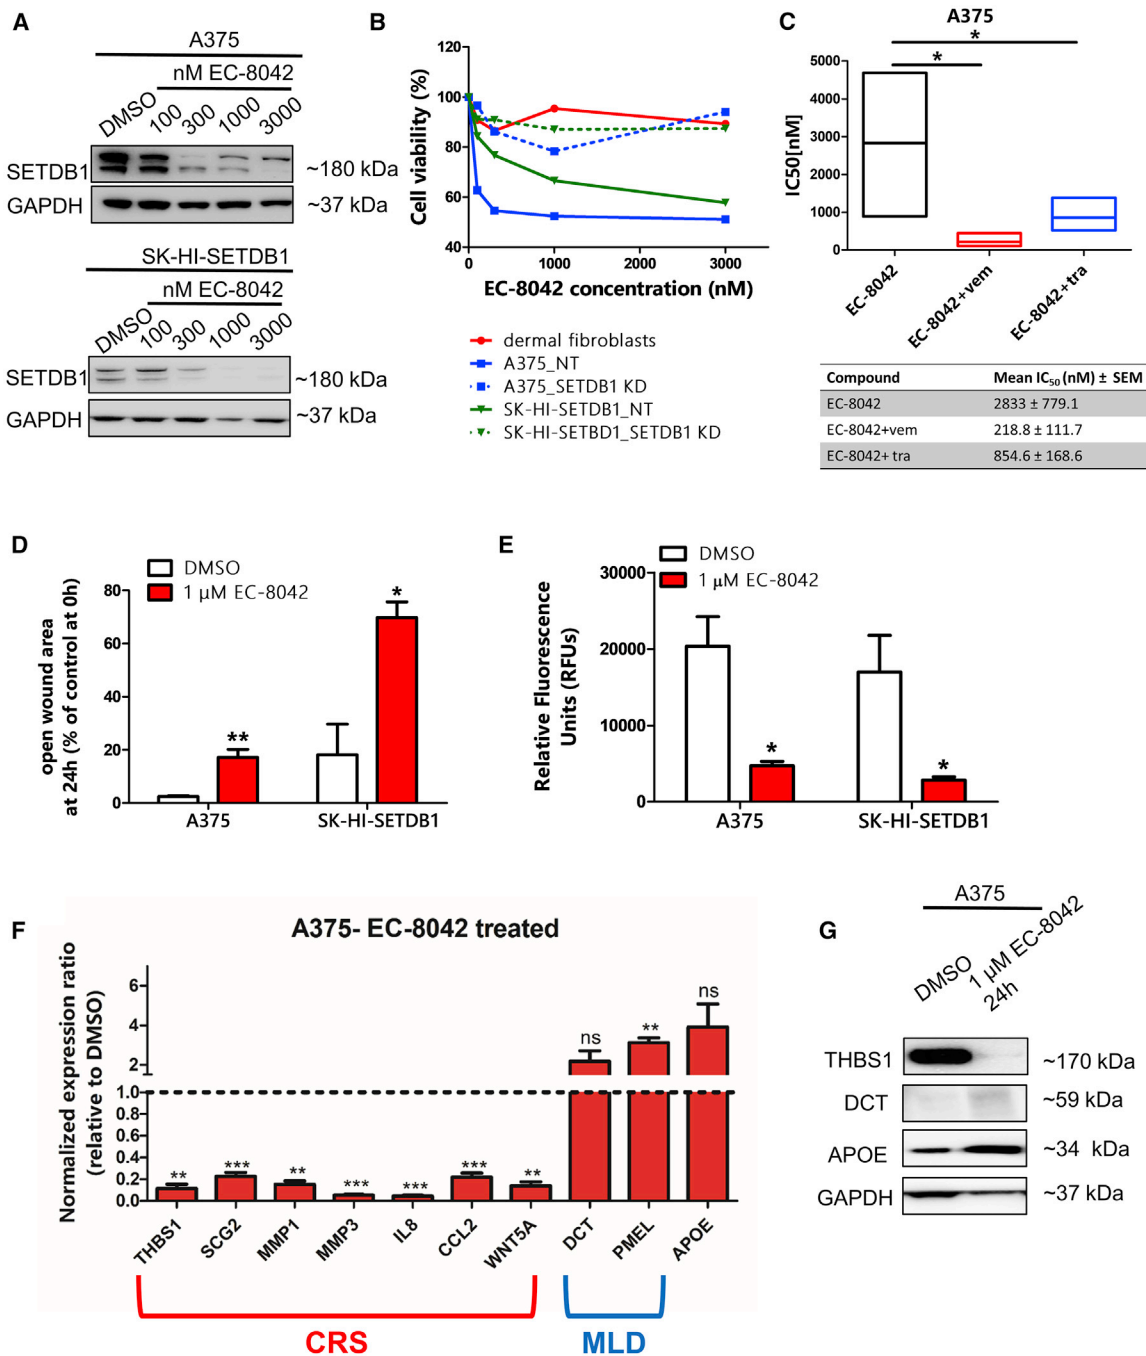 A
A375
nM EC-8042
DMSO
100
300
1000
3000
SETDB1
~180 kDa
GAPDH
~37 kDa
SK-HI-SETDB1
nM EC-8042
DMSO
100
300
1000
3000
SETDB1
~180 kDa
GAPDH
~37 kDa
B
Cell viability (%)
120
100
80
60
40
0
1000
2000
3000
EC-8042 concentration (nM)
dermal fibroblasts
A375_NT
A375_SETDB1 KD
SK-HI-SETDB1_NT
SK-HI-SETBD1_SETDB1 KD
C
A375
*
*
IC50[nM]
5000
4000
3000
2000
1000
0
EC-8042
EC-8042+vem
EC-8042+tra
Compound Mean IC50 (nM) ± SEM
EC-8042 2833 ± 779.1
EC-8042+vem 218.8 ± 111.7
EC-8042+ tra 854.6 ± 168.6
D
DMSO
1 µM EC-8042
open wound area
at 24h (% of control at 0h)
80
60
40
20
0
**
*
A375
SK-HI-SETDB1
E
DMSO
1 µM EC-8042
Relative Fluorescence
Units (RFUs)
30000
20000
10000
0
*
*
A375
SK-HI-SETDB1
F
A375- EC-8042 treated
Normalized expression ratio
(relative to DMSO)
6
4
2
1.0
0.8
0.6
0.4
0.2
0.0
**
***
**
***
***
***
**
ns
**
ns
THBS1
SCG2
MMP1
MMP3
IL8
CCL2
WNT5A
DCT
PMEL
APOE
CRS
MLD
G
A375
DMSO
1 µM EC-8042
24h
THBS1
~170 kDa
DCT
~59 kDa
APOE
~34 kDa
GAPDH
~37 kDa